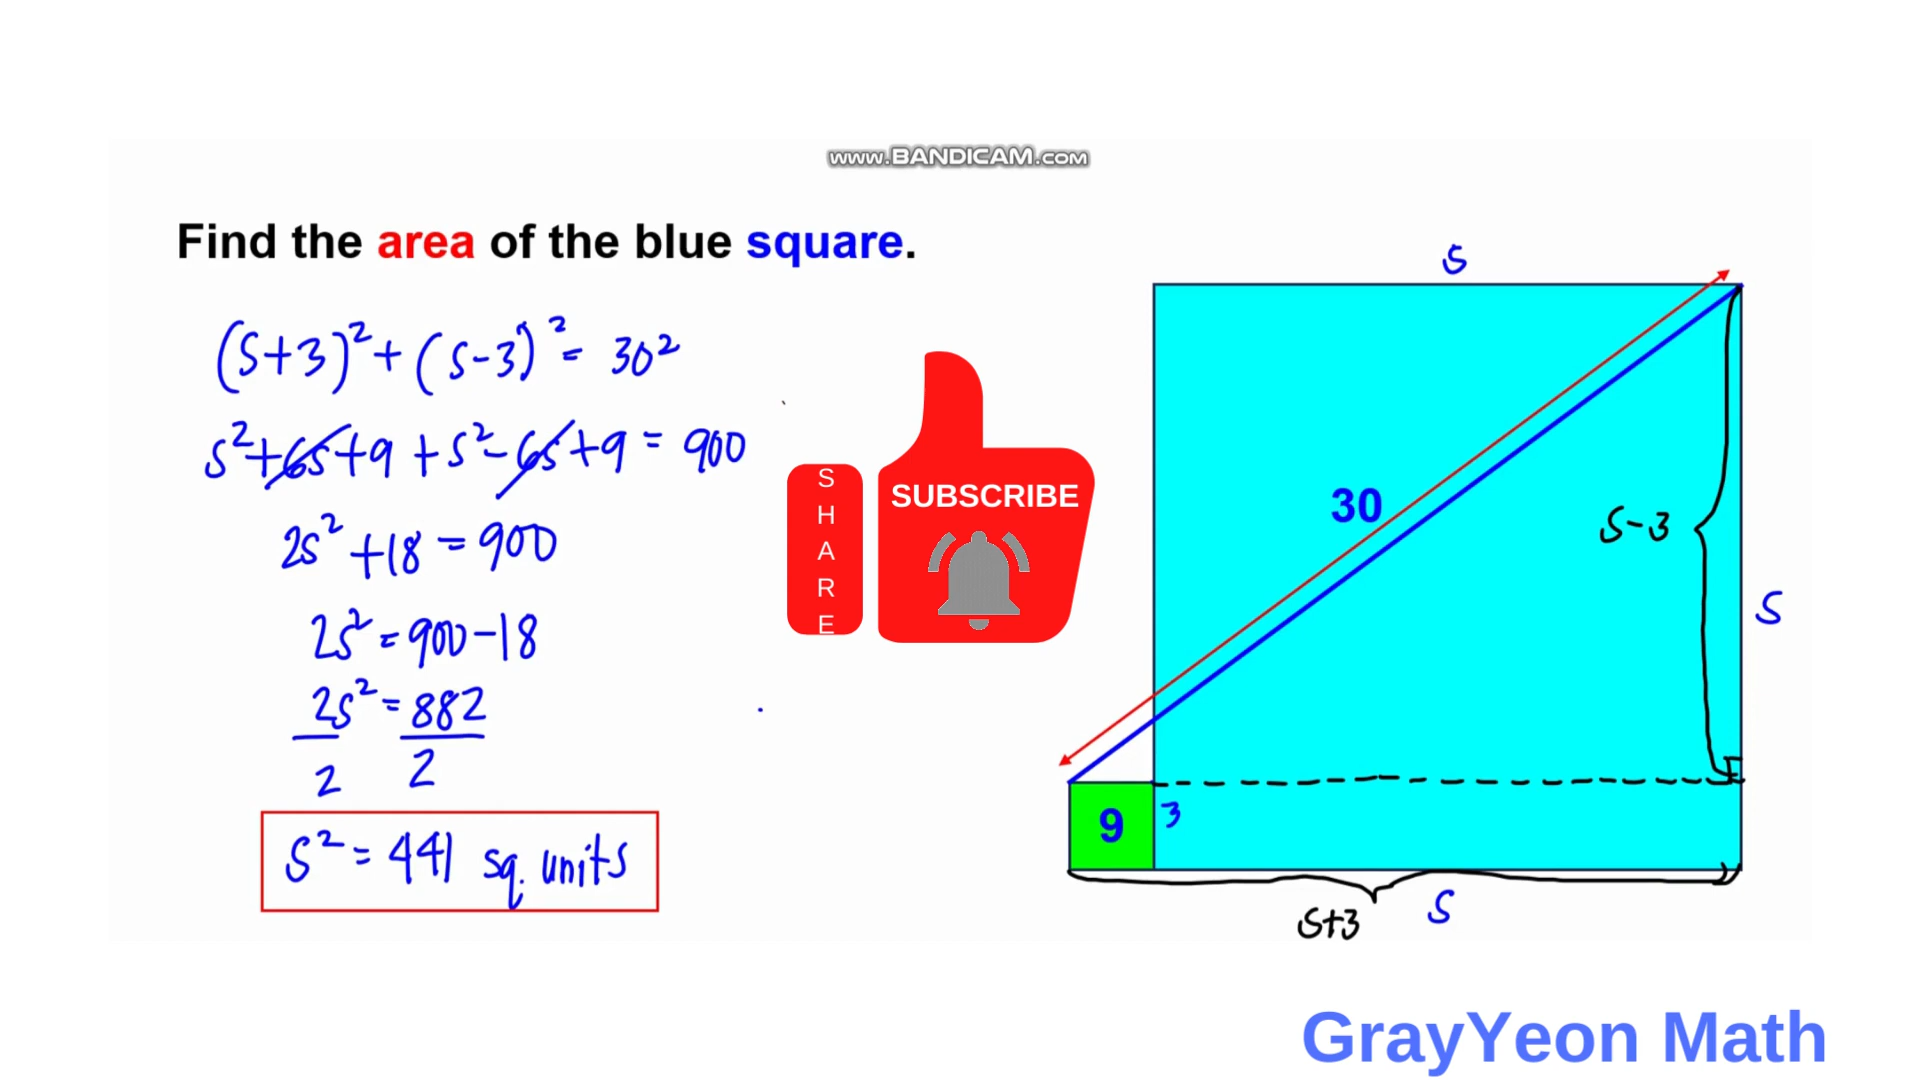 www.BANDICAM.com
Find the area of the blue square.
(S+3)²+(S-3)²=30²
S²+6S+9+S²-6S+9=900
2S²+18=900
2S²=900-18
2S²=882
2 2
S²=441 sq. units
SHARE
SUBSCRIBE
S
30
S-3
S
9
3
S+3
S
GrayYeon Math